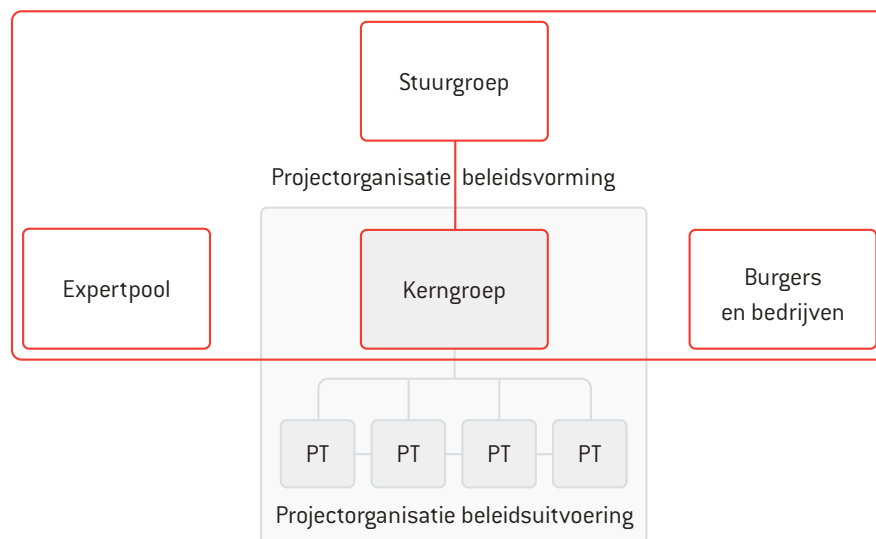 Stuurgroep
Projectorganisatie beleidsvorming
Expertpool
Kerngroep
Burgers
en bedrijven
PT
PT
PT
PT
Projectorganisatie beleidsuitvoering